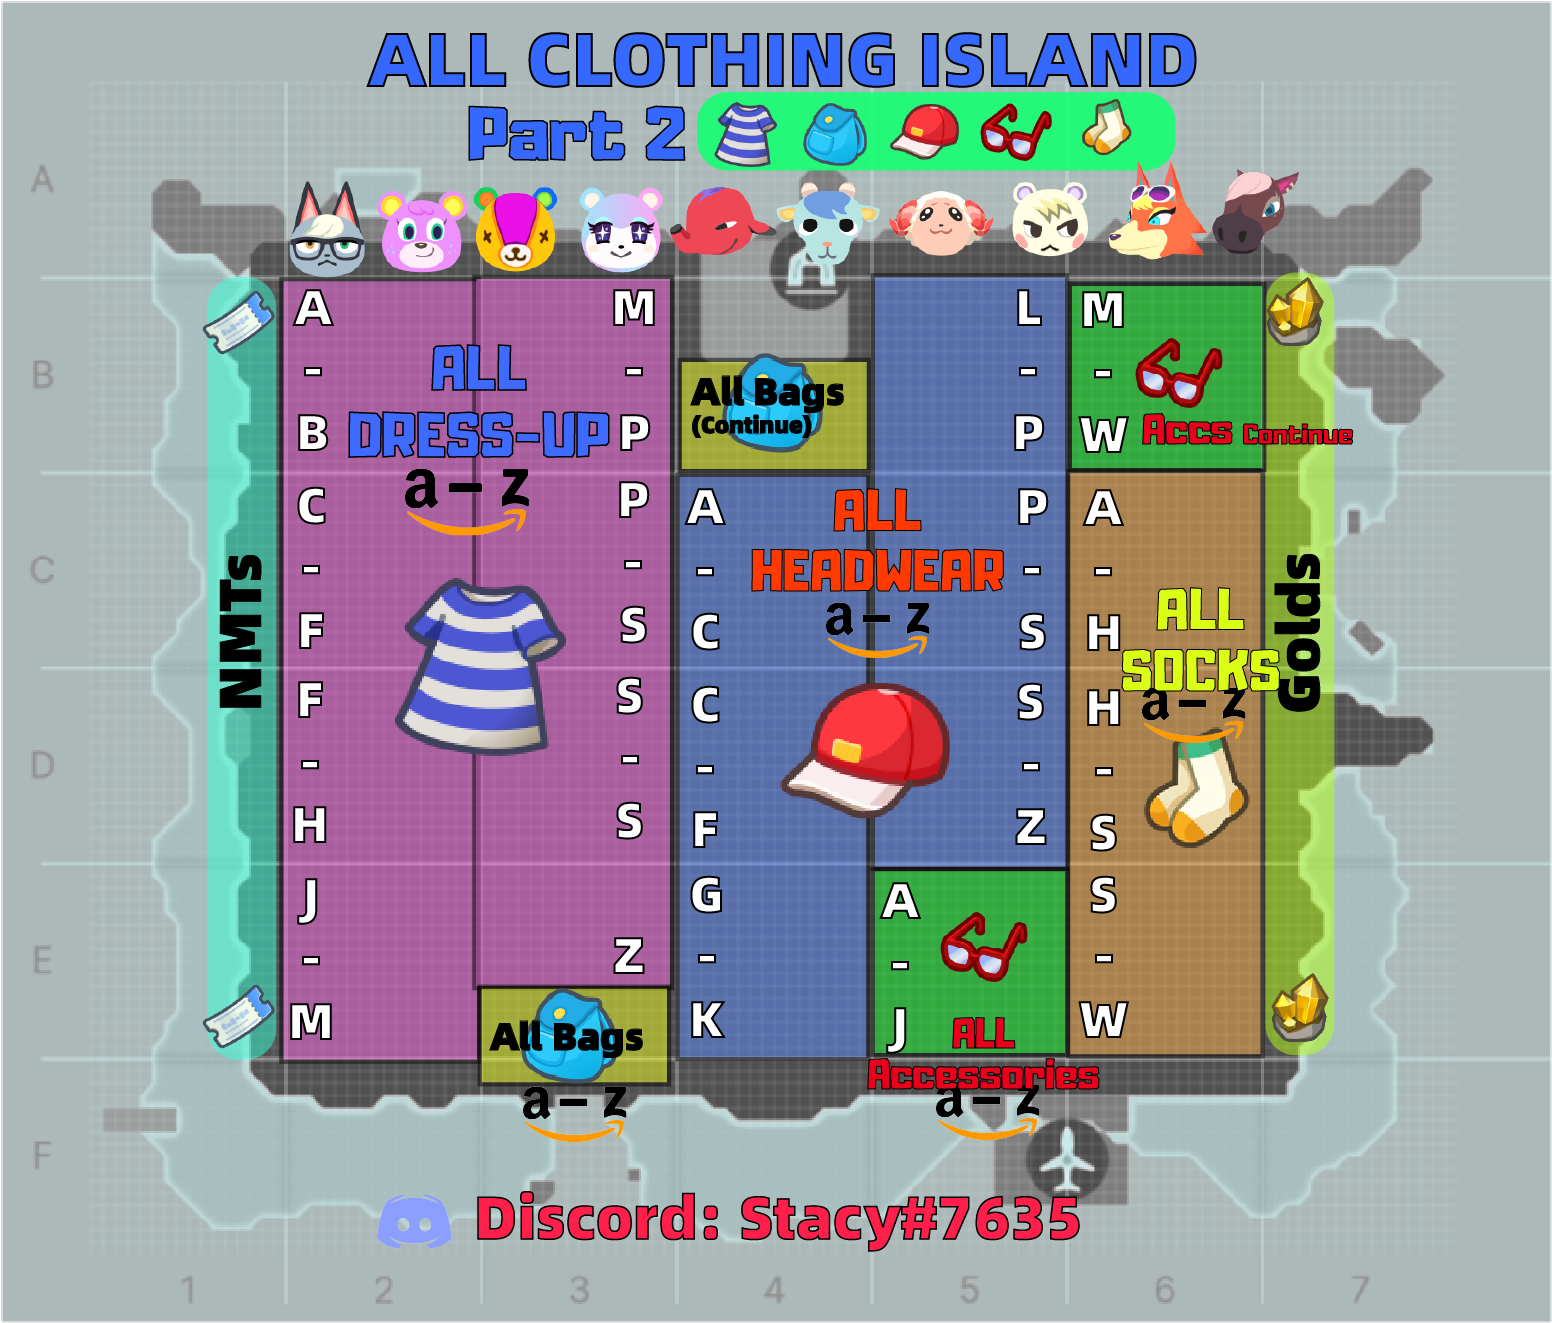 ALL CLOTHING ISLAND
Part 2
A
A
-
B
ALL
DRESS-UP
a - z
M
-
P
All Bags
(Continue)
L
-
P
M
-
W
Accs Continue
B
C
-
F
P
-
S
A
-
C
ALL
HEADWEAR
a - z
P
-
S
A
-
H
ALL
SOCKS
a - z
C
NMTs
Golds
F
-
H
S
-
S
C
-
F
S
-
Z
H
-
S
D
J
-
M
Z
G
-
K
A
-
J
ALL
Accessories
a - z
S
-
W
E
All Bags
a - z
F
Discord: Stacy#7635
1 2 3 4 5 6 7